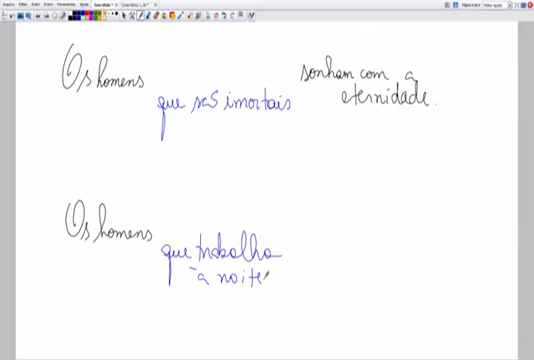 Os homens
que são imortais
sonham com a
eternidade.
Os homens
que trabalha
à noite